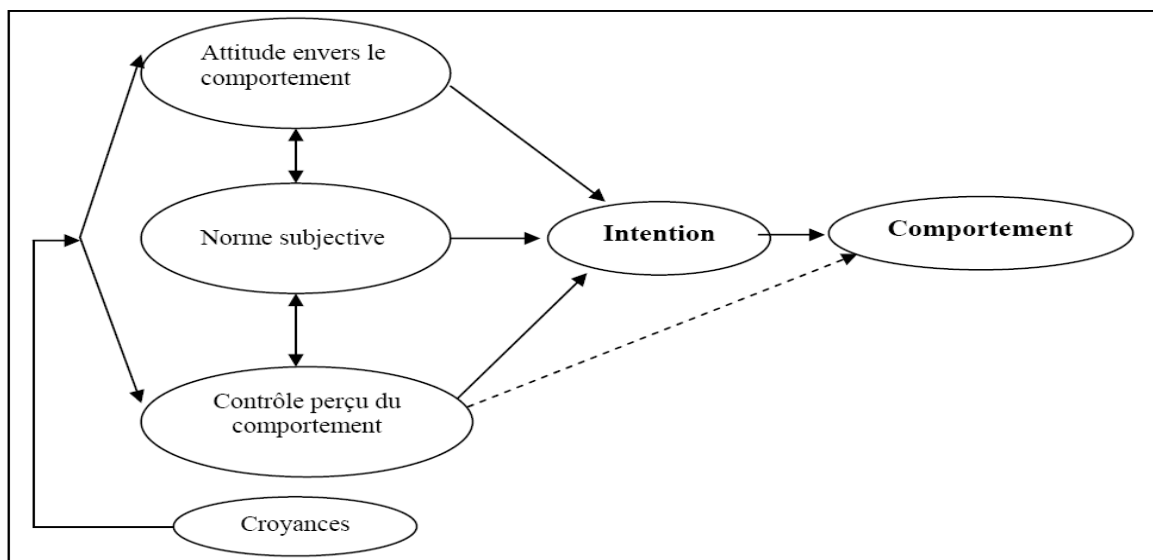 Attitude envers le
comportement
Norme subjective
Intention
Comportement
Contrôle perçu du
comportement
Croyances